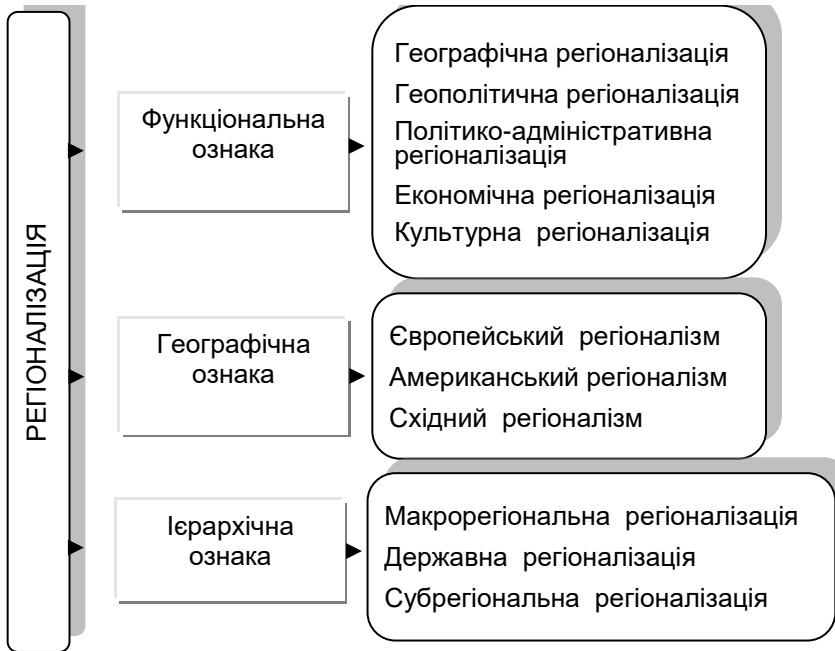 РЕГІОНАЛІЗАЦІЯ
Функціональна
ознака
Географічна регіоналізація
Геополітична регіоналізація
Політико-адміністративна
регіоналізація
Економічна регіоналізація
Культурна регіоналізація
Географічна
ознака
Європейський регіоналізм
Американський регіоналізм
Східний регіоналізм
Ієрархічна
ознака
Макрорегіональна регіоналізація
Державна регіоналізація
Субрегіональна регіоналізація